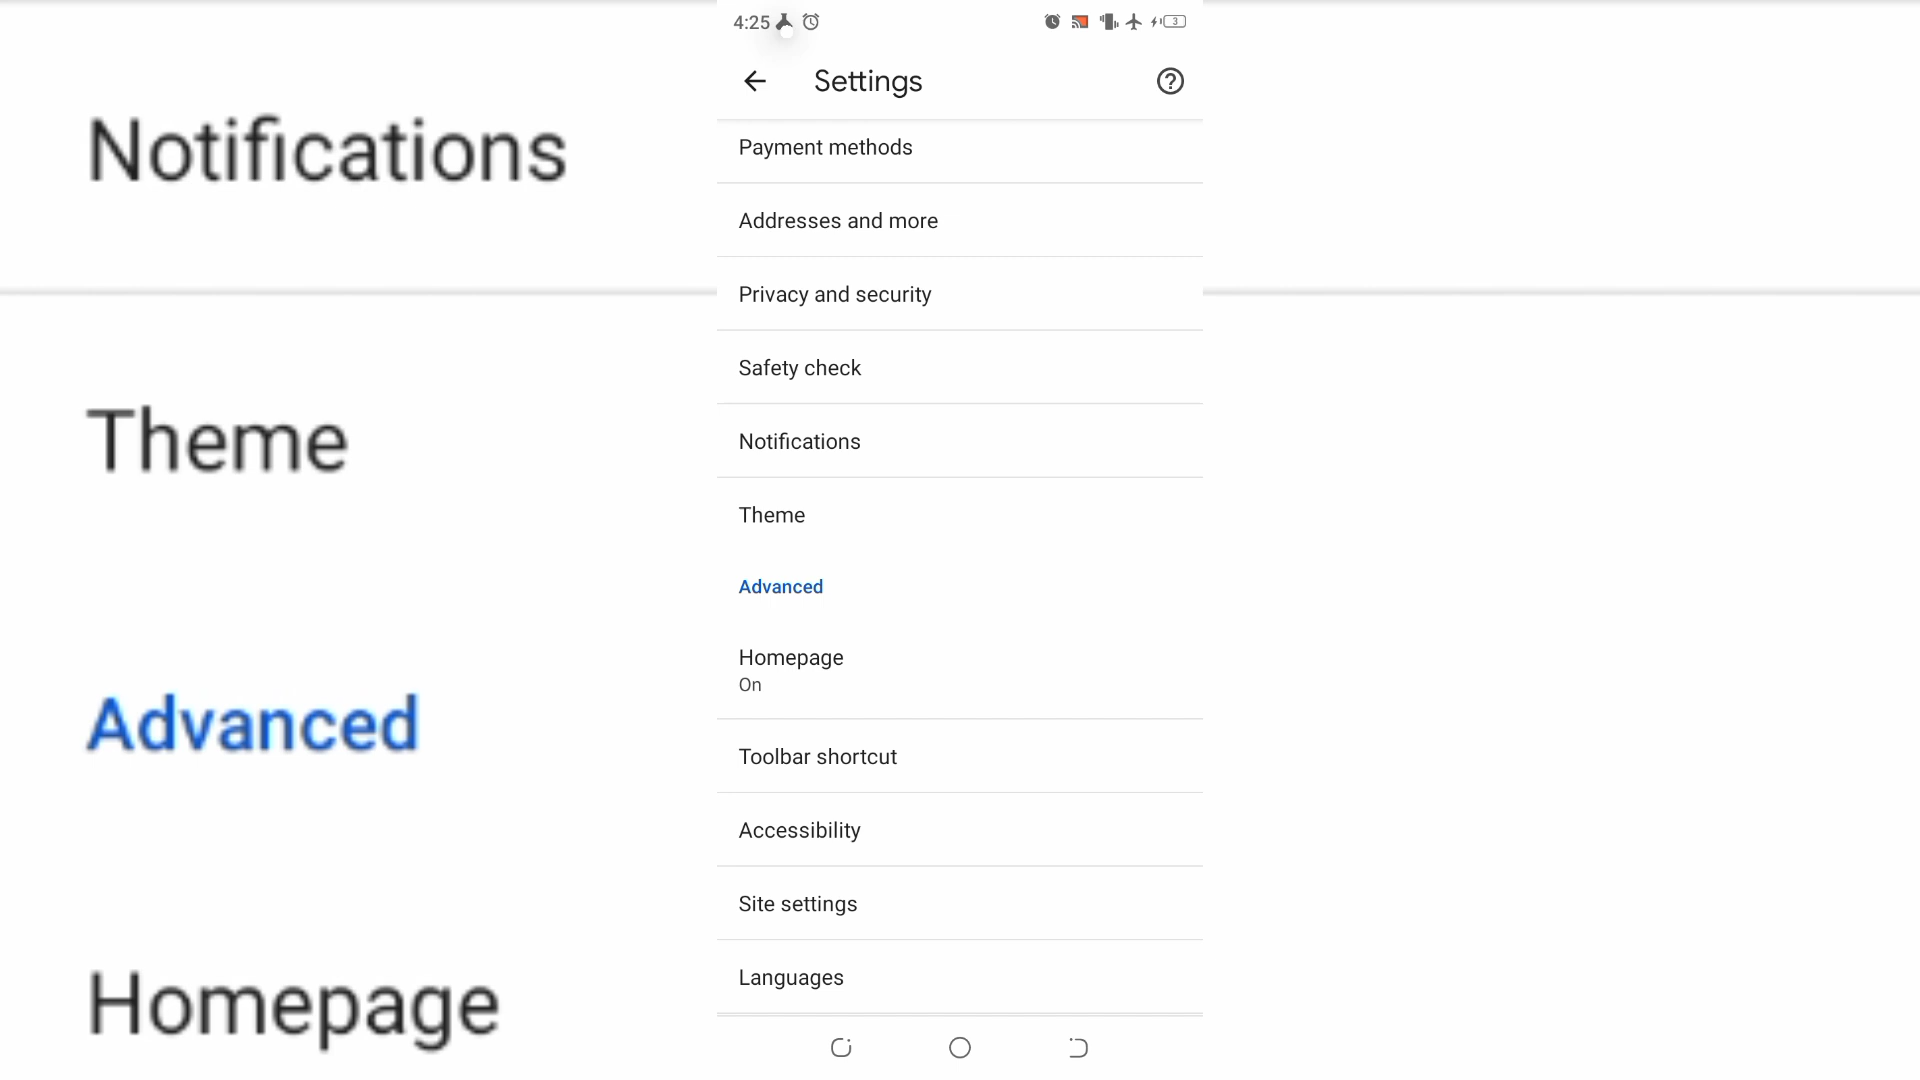 4:25
3
Settings
Payment methods
Addresses and more
Privacy and security
Safety check
Notifications
Theme
Advanced
Homepage
On
Toolbar shortcut
Accessibility
Site settings
Languages
Notifications
Theme
Advanced
Homepage